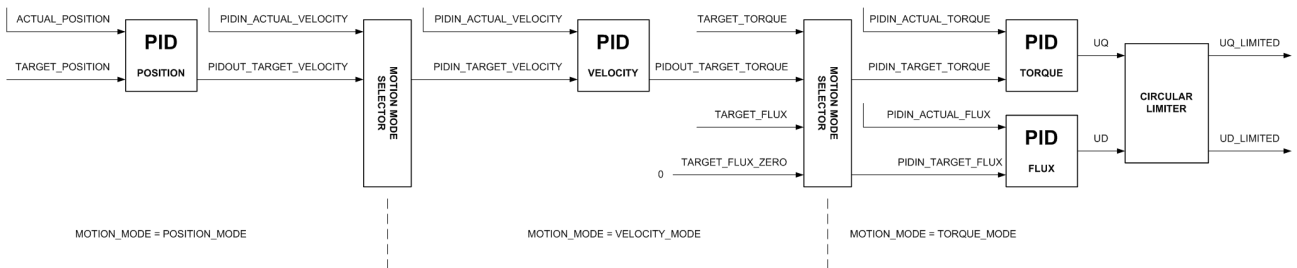 ACTUAL_POSITION
TARGET_POSITION
PID
POSITION
PIDIN_ACTUAL_VELOCITY
PIDOUT_TARGET_VELOCITY
MOTION MODE
SELECTOR
PIDIN_ACTUAL_VELOCITY
PIDIN_TARGET_VELOCITY
PID
VELOCITY
TARGET_TORQUE
PIDOUT_TARGET_TORQUE
TARGET_FLUX
0
TARGET_FLUX_ZERO
MOTION MODE
SELECTOR
PIDIN_ACTUAL_TORQUE
PIDIN_TARGET_TORQUE
PID
TORQUE
PIDIN_ACTUAL_FLUX
PIDIN_TARGET_FLUX
PID
FLUX
UQ
UD
CIRCULAR
LIMITER
UQ_LIMITED
UD_LIMITED
MOTION_MODE = POSITION_MODE
MOTION_MODE = VELOCITY_MODE
MOTION_MODE = TORQUE_MODE